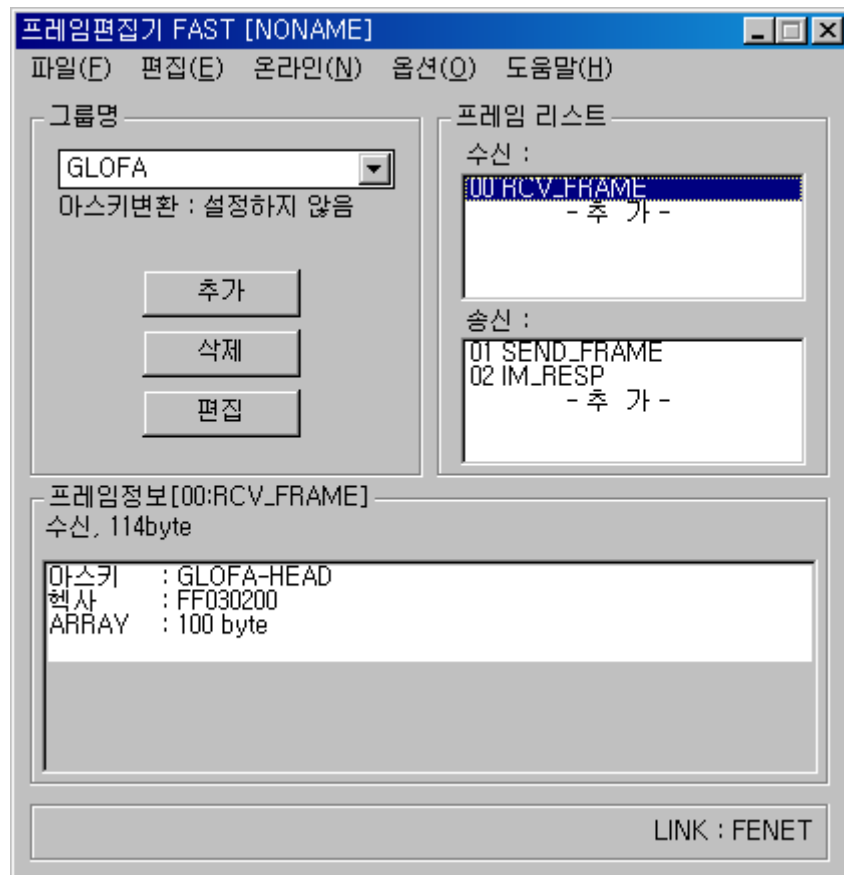 프레임편집기 FAST [NONAME]
파일(F) 편집(E) 온라인(N) 옵션(O) 도움말(H)
그룹명
GLOFA
아스키변환 : 설정하지 않음
추가
삭제
편집
프레임 리스트
수신 :
00 RCV_FRAME
- 추 가 -
송신 :
01 SEND_FRAME
02 IM_RESP
- 추 가 -
프레임정보[00:RCV_FRAME]
수신, 114byte
아스키 : GLOFA-HEAD
헥사 : FF030200
ARRAY : 100 byte
LINK : FENET